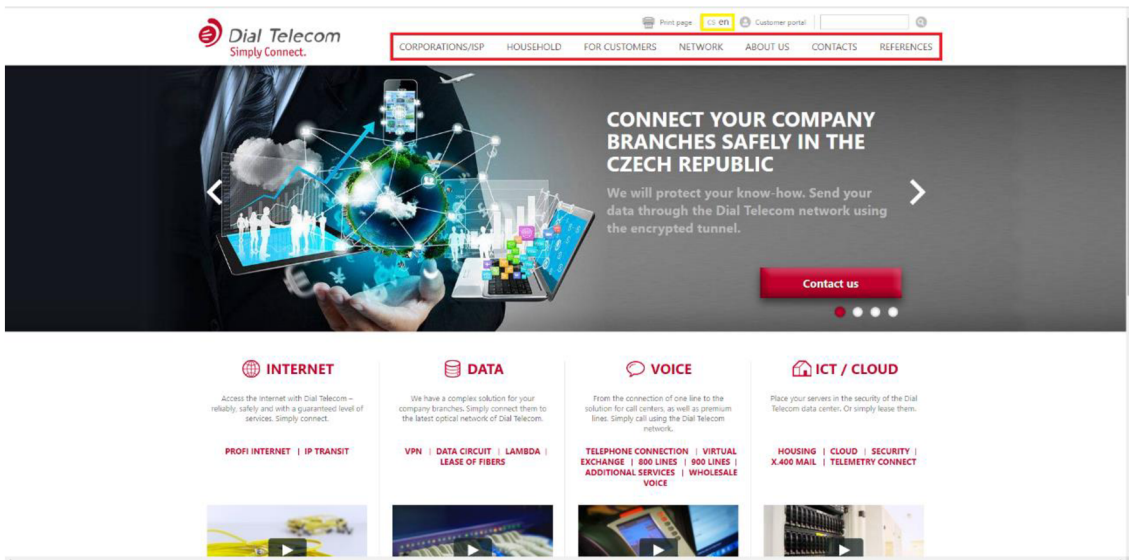 Print page
cs en
Customer portal
Dial Telecom
Simply Connect.
CORPORATIONS/ISP HOUSEHOLD FOR CUSTOMERS NETWORK ABOUT US CONTACTS REFERENCES
CONNECT YOUR COMPANY
BRANCHES SAFELY IN THE
CZECH REPUBLIC
We will protect your know-how. Send your
data through the Dial Telecom network using
the encrypted tunnel.
Contact us
INTERNET
Access the Internet with Dial Telecom –
reliably, safely and with a guaranteed level of
services. Simply connect.
PROFI INTERNET | IP TRANSIT
DATA
We have a complex solution for your
company branches. Simply connect them to
the latest optical network of Dial Telecom.
VPN | DATA CIRCUIT | LAMBDA |
LEASE OF FIBERS
VOICE
From the connection of one line to the
solution for call centers, as well as premium
lines. Simply call using the Dial Telecom
network.
TELEPHONE CONNECTION | VIRTUAL
EXCHANGE | 800 LINES | 900 LINES |
ADDITIONAL SERVICES | WHOLESALE
VOICE
ICT / CLOUD
Place your servers in the security of the Dial
Telecom data center. Or simply lease them.
HOUSING | CLOUD | SECURITY |
X.400 MAIL | TELEMETRY CONNECT